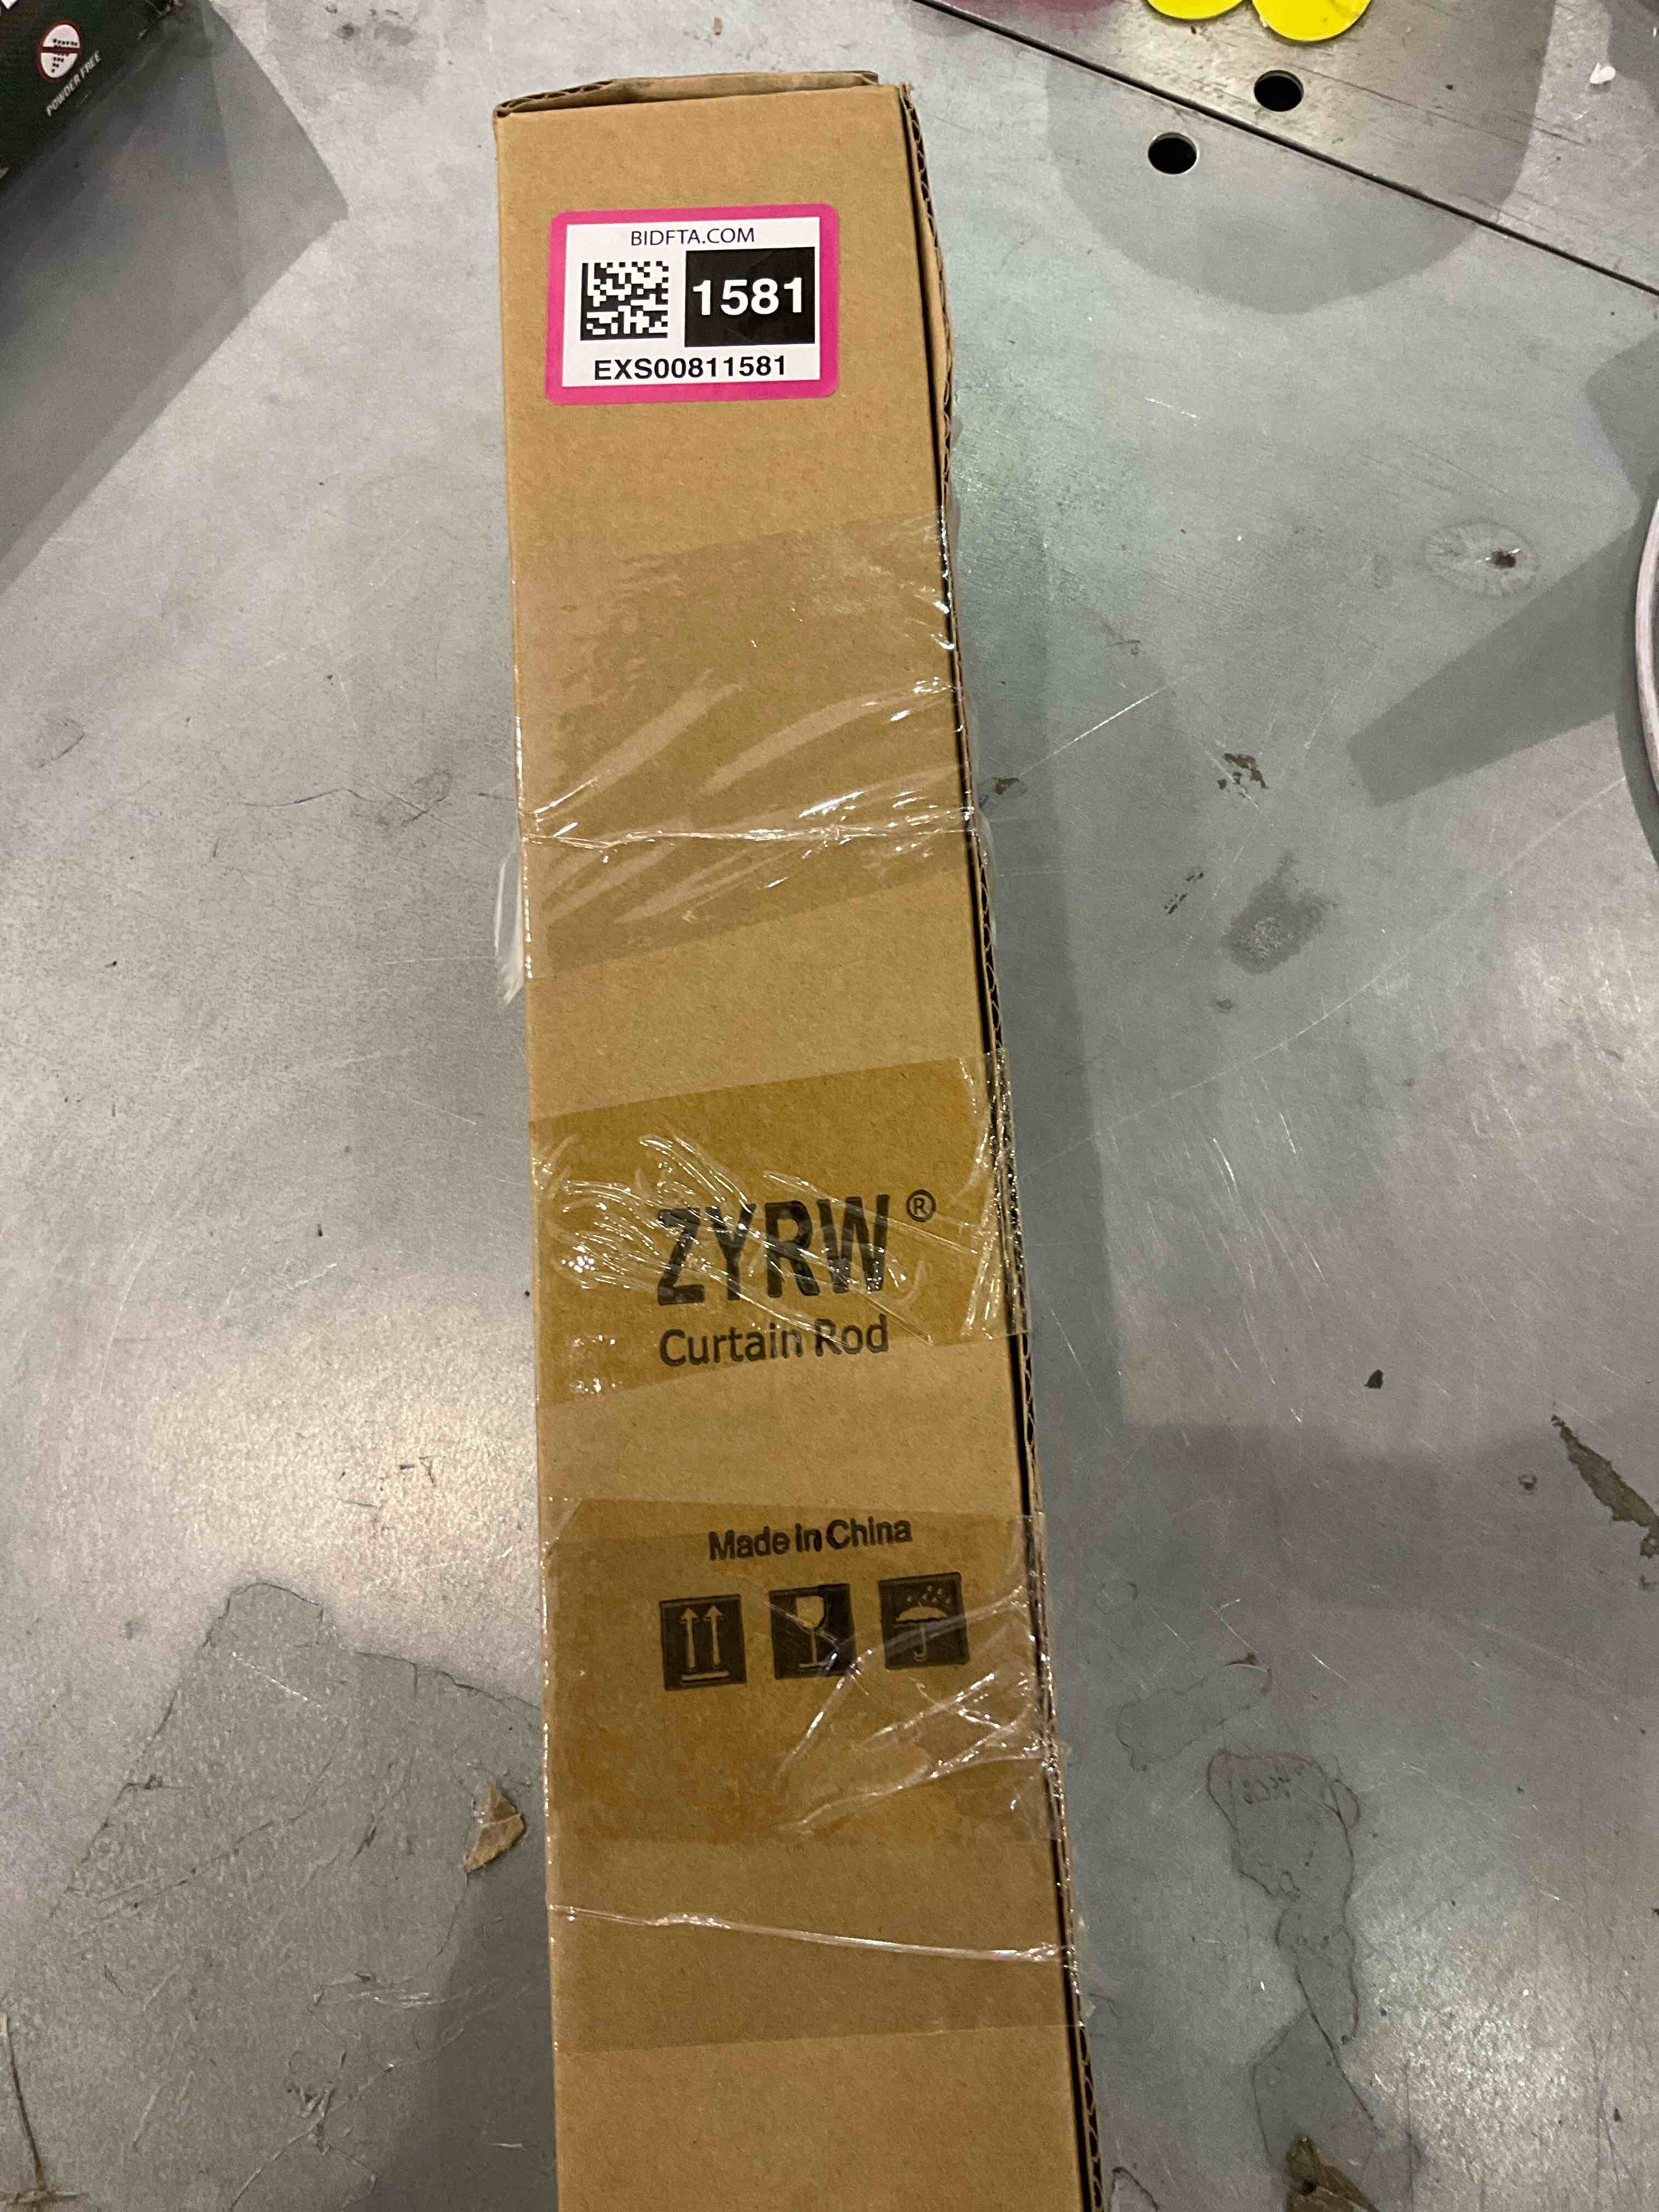 POWDER FREE
BIDFTA.COM
1581
EXS00811581
ZYRW®
Curtain Rod
Made In China